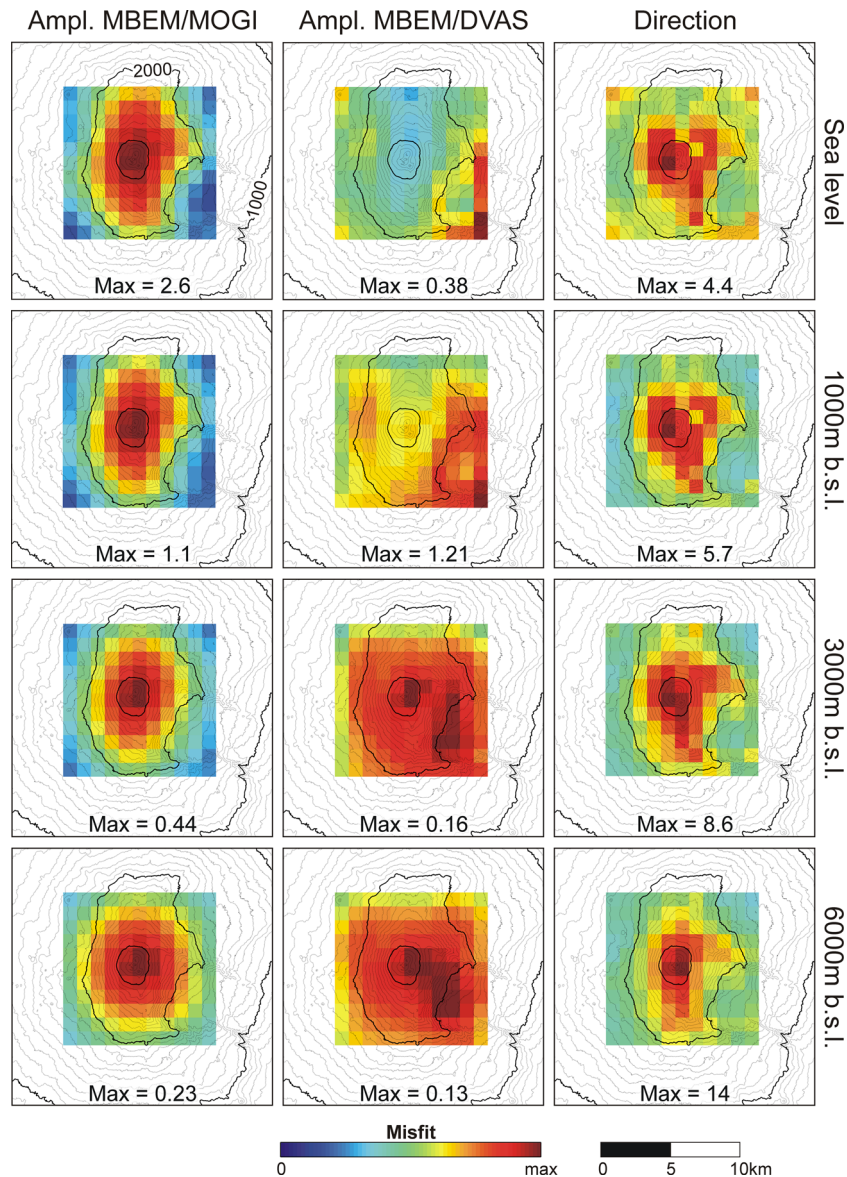 Ampl. MBEM/MOGI Ampl. MBEM/DVAS Direction
2000
1000
Max = 2.6 Max = 0.38 Max = 4.4 Sea level
Max = 1.1 Max = 1.21 Max = 5.7 1000m b.s.l.
Max = 0.44 Max = 0.16 Max = 8.6 3000m b.s.l.
Max = 0.23 Max = 0.13 Max = 14 6000m b.s.l.
Misfit
0 max 0 5 10km